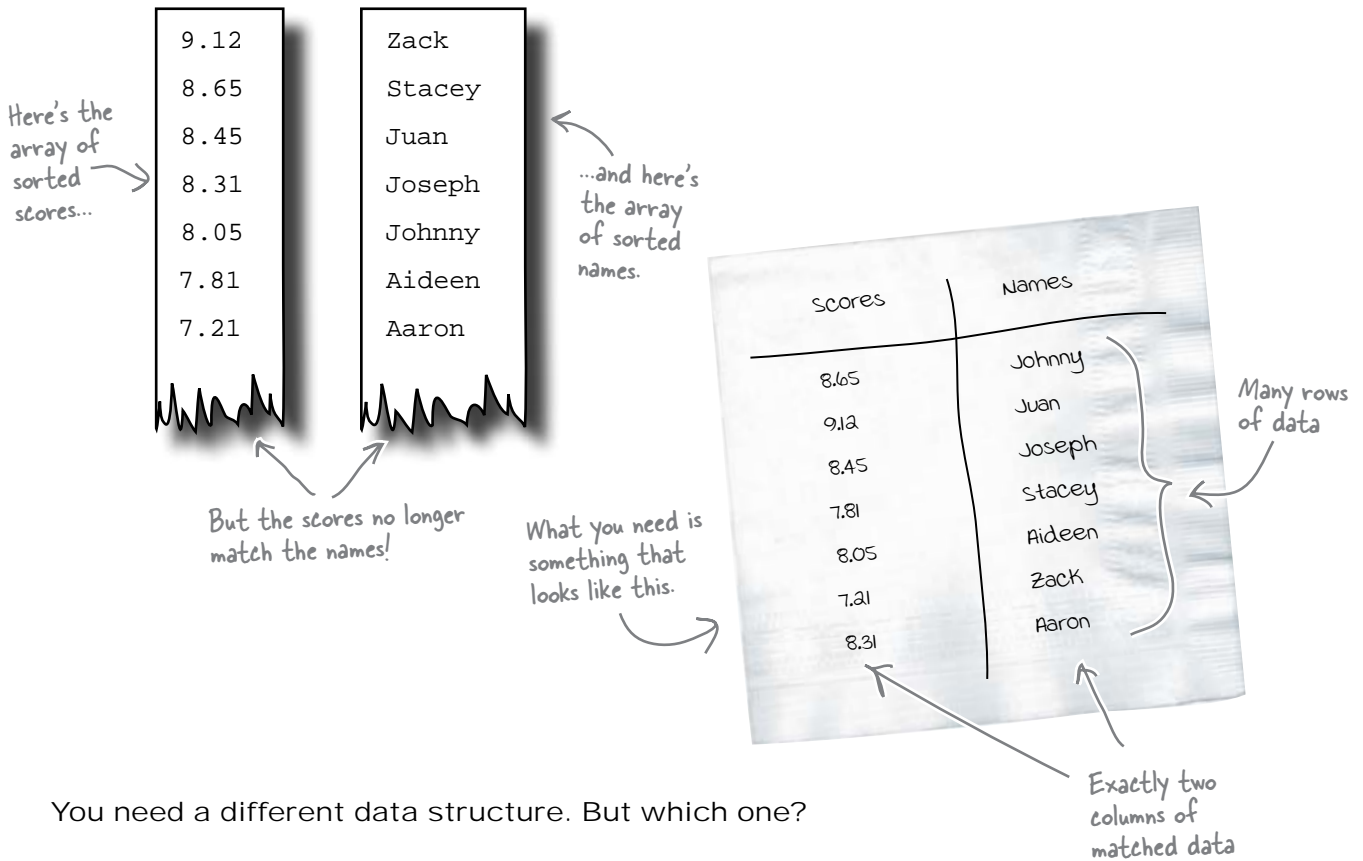 9.12
8.65
8.45
8.31
8.05
7.81
7.21
Zack
Stacey
Juan
Joseph
Johnny
Aideen
Aaron
Here's the
array of
sorted
scores...
...and here's
the array
of sorted
names.
But the scores no longer
match the names!
What you need is
something that
looks like this.
Scores Names
8.65 Johnny
9.12 Juan
8.45 Joseph
7.81 Stacey
8.05 Aideen
7.21 Zack
8.31 Aaron
Many rows
of data
Exactly two
columns of
matched data
You need a different data structure. But which one?